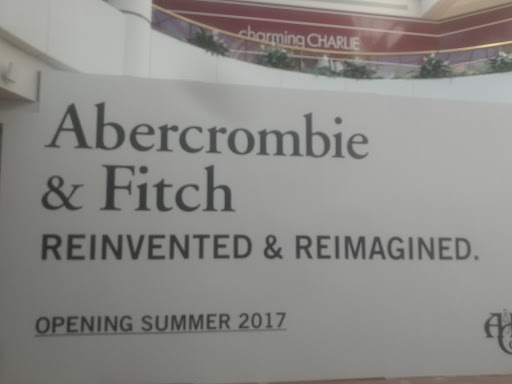 charming CHARLIE
Abercrombie
& Fitch
REINVENTED & REIMAGINED.
OPENING SUMMER 2017